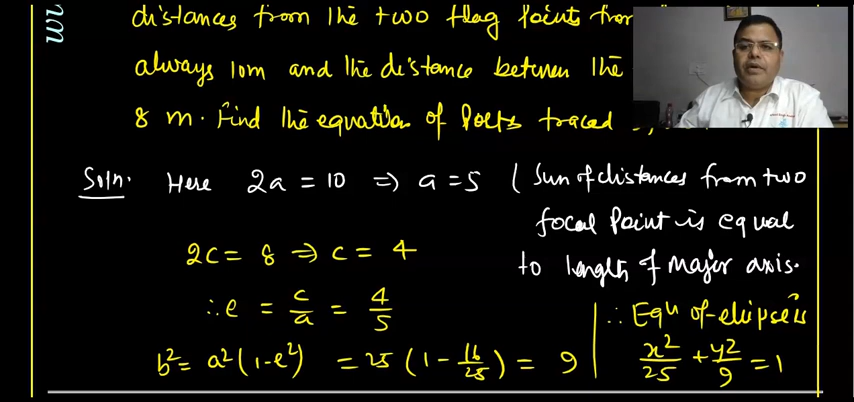 wi
distances from the two flag points from
always 10m and the distance between the
8 m. Find the equation of Posts traced
Soln. Here 2a = 10 => a = 5 ( Sum of distances from two
focal Point is equal
to length of Major axis.
2c = 8 => c = 4
∴ e = c/a = 4/5
b² = a² (1-e²) = 25 (1 - 16/25) = 9
∴ Equ of ellipse is
x²/25 + y2/9 = 1